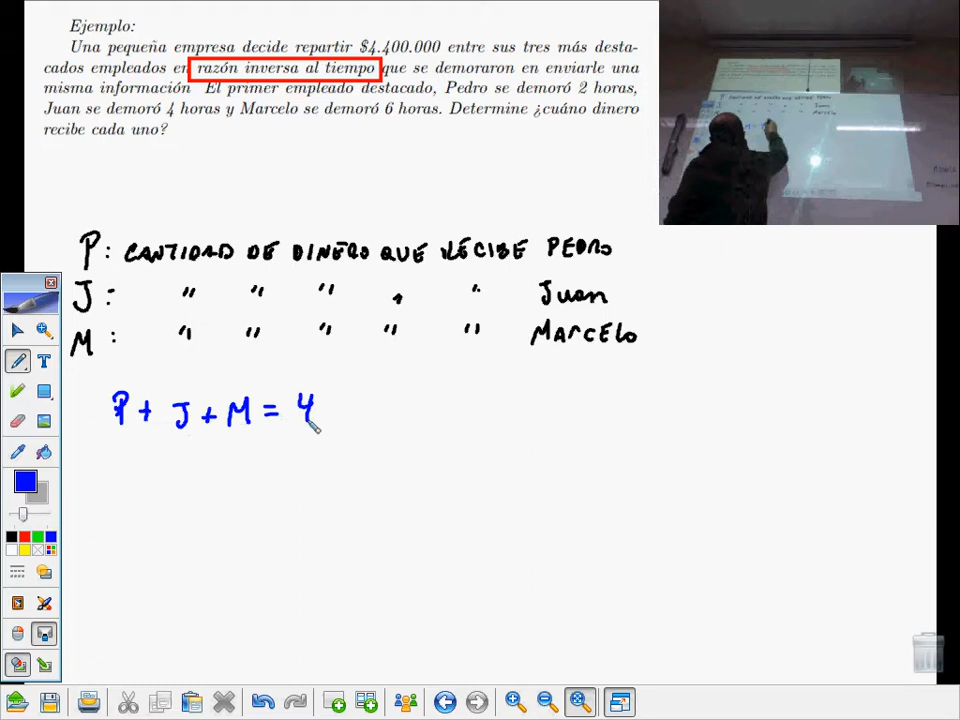 Ejemplo:
Una pequeña empresa decide repartir $4.400.000 entre sus tres más desta-
cados empleados en razón inversa al tiempo que se demoraron en enviarle una
misma información El primer empleado destacado, Pedro se demoró 2 horas,
Juan se demoró 4 horas y Marcelo se demoró 6 horas. Determine ¿cuáno dinero
recibe cada uno?
P: CANTIDAD DE DINERO QUE RECIBE PEDRO
J: " " " " " Juan
M: " " " " " MARCELO
P + J + M = 4